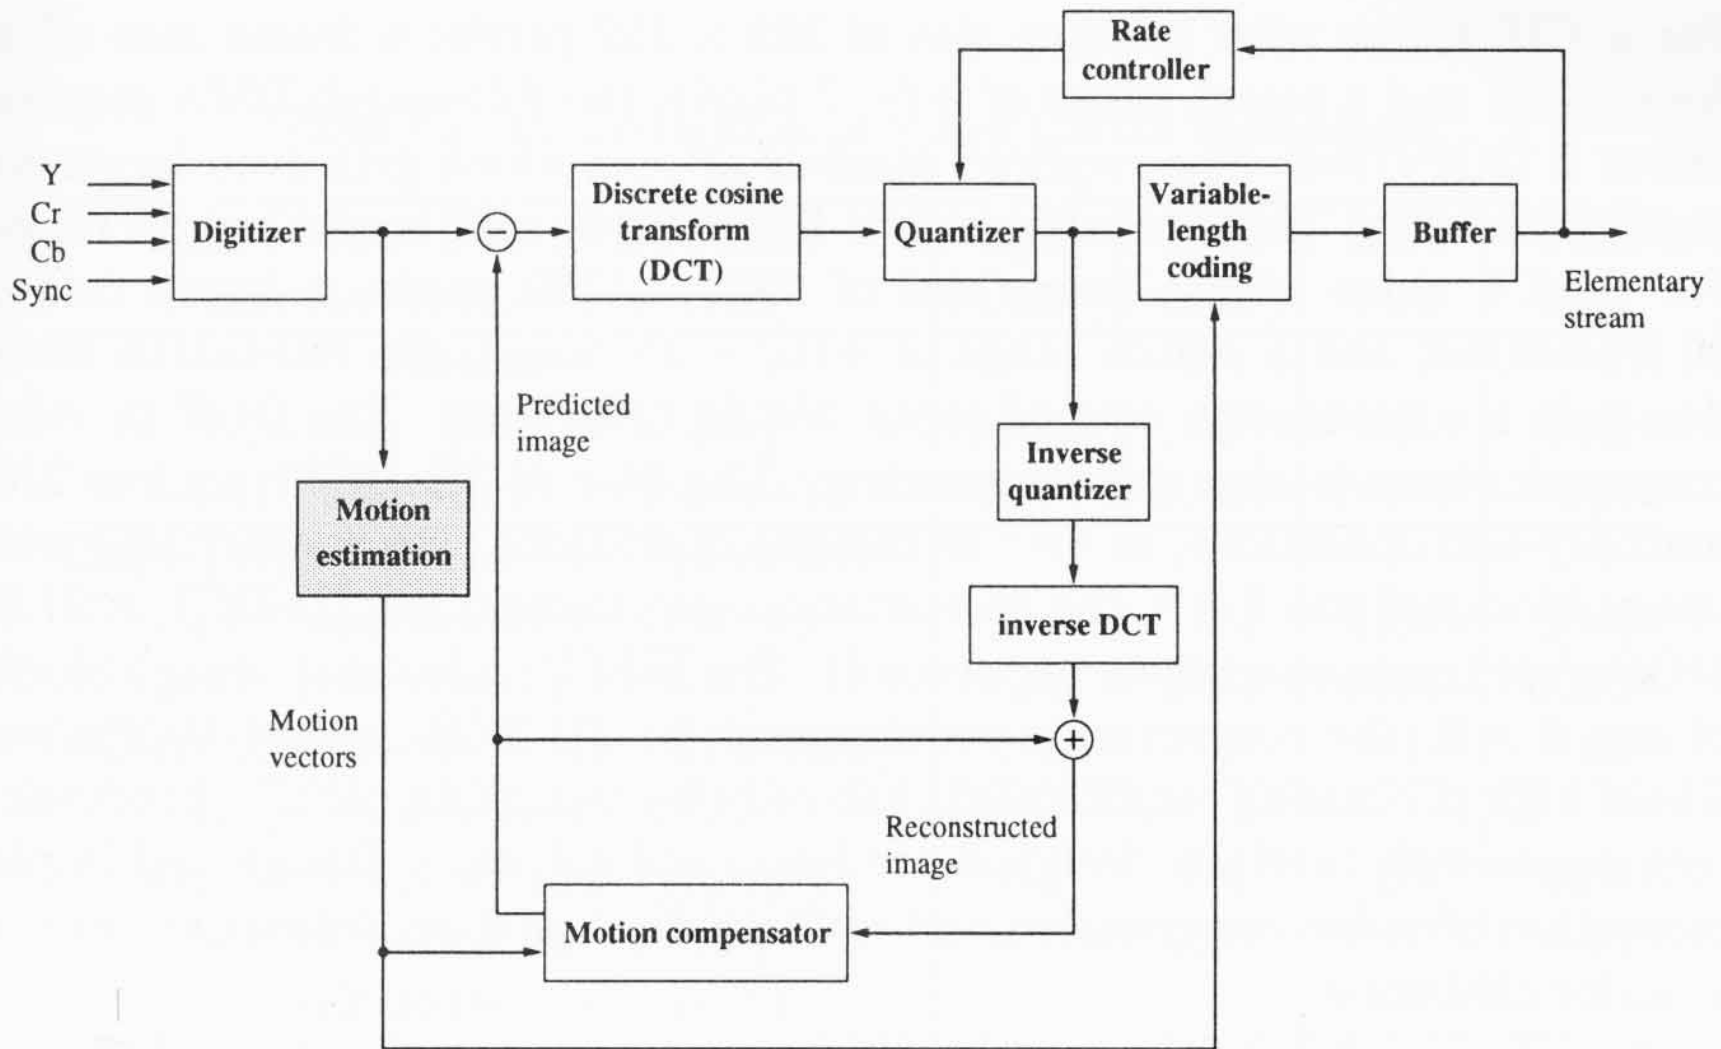 Rate
controller
Y
Cr
Cb
Sync
Digitizer
−
Discrete cosine
transform
(DCT)
Quantizer
Variable-
length
coding
Buffer
Elementary
stream
Predicted
image
Inverse
quantizer
Motion
estimation
inverse DCT
Motion
vectors
+
Reconstructed
image
Motion compensator